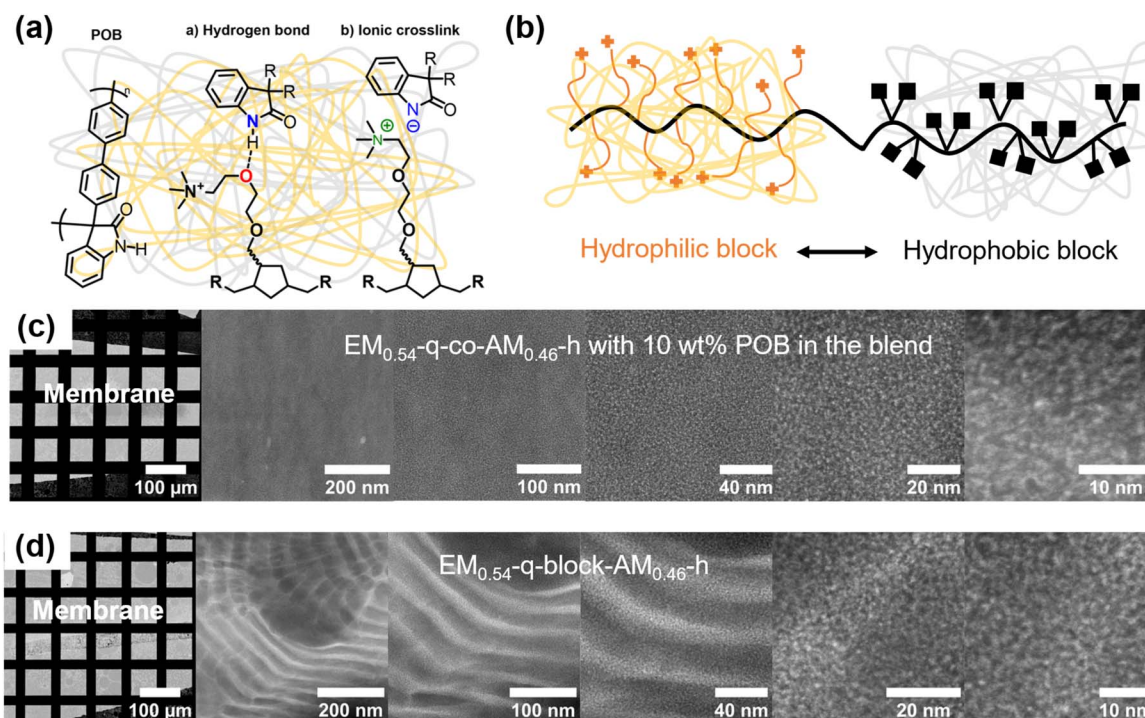 (a)
POB
a) Hydrogen bond
b) Ionic crosslink
n
R
R
N
O
H
O
N+
O
R
R
R
R
N
O
⊕
⊖
N
O
O
R
R
O
N-H
(b)
Hydrophilic block
Hydrophobic block
(c)
Membrane
100 µm
EM0.54-q-co-AM0.46-h with 10 wt% POB in the blend
200 nm
100 nm
40 nm
20 nm
10 nm
(d)
Membrane
100 µm
EM0.54-q-block-AM0.46-h
200 nm
100 nm
40 nm
20 nm
10 nm